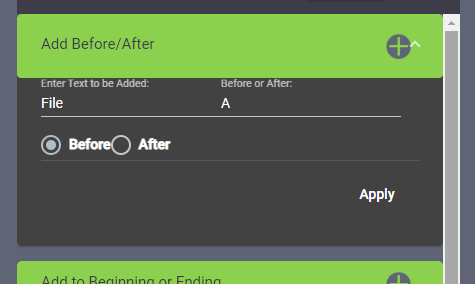 Add Before/After
Enter Text to be Added: Before or After:
File A
Before After
Apply
Add to Beginning or Ending